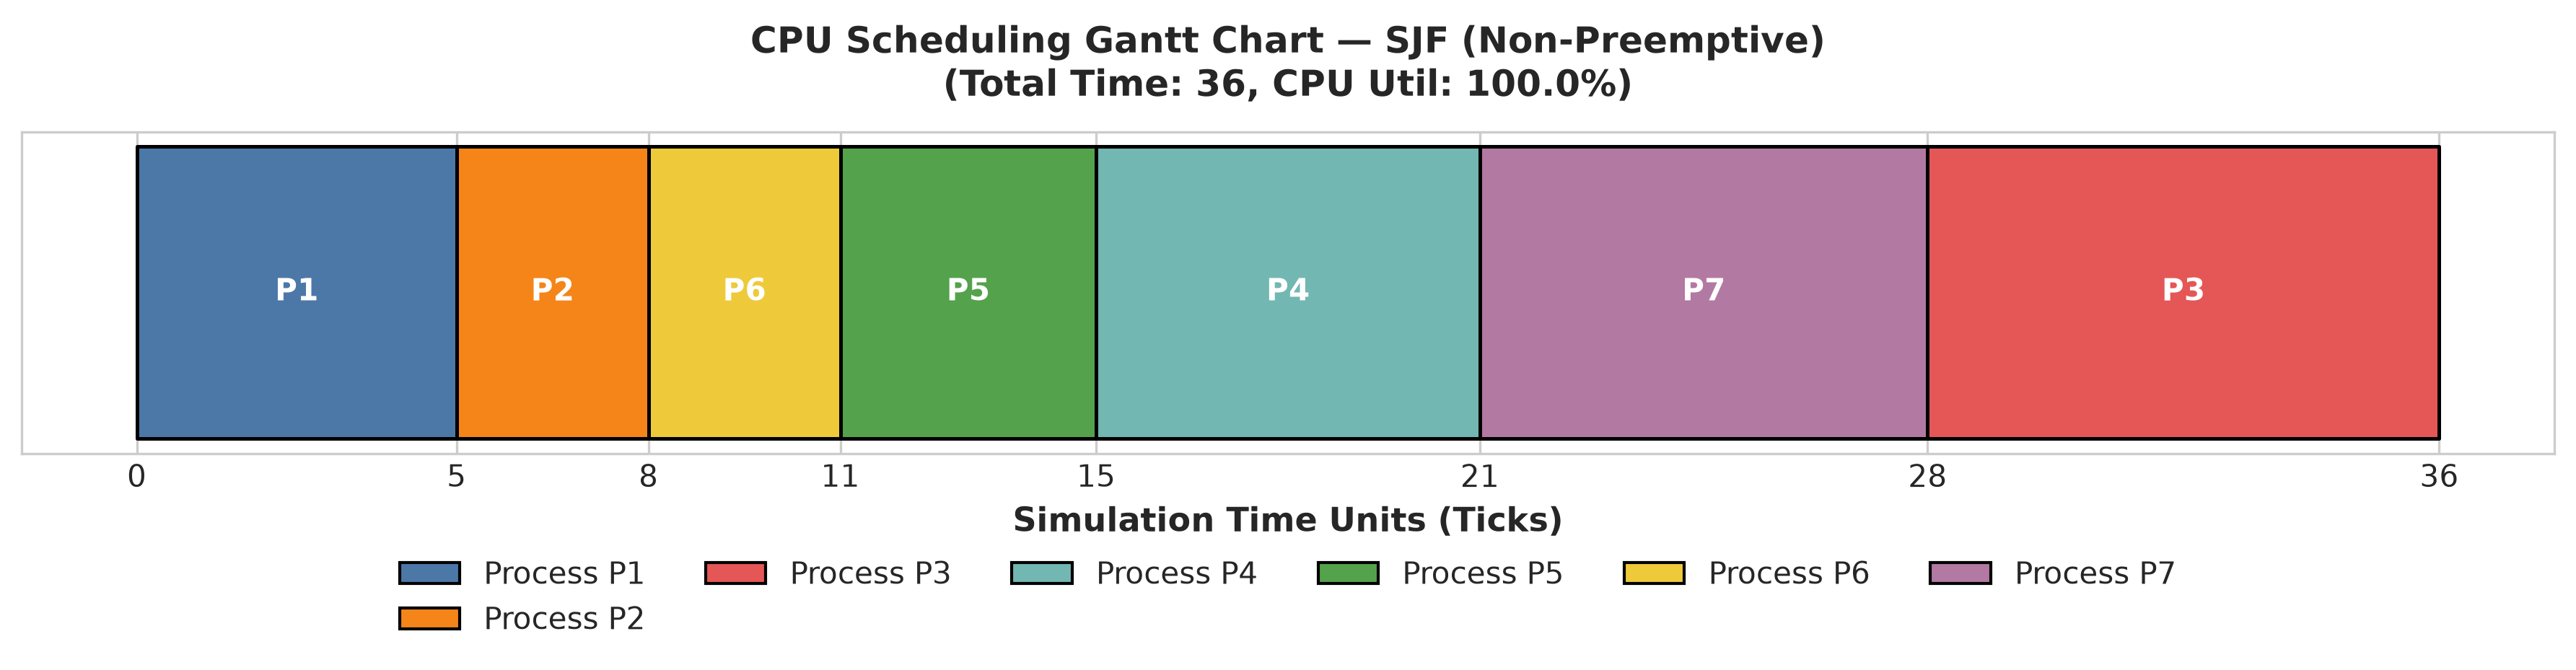 CPU Scheduling Gantt Chart — SJF (Non-Preemptive)
(Total Time: 36, CPU Util: 100.0%)
P1 P2 P6 P5 P4 P7 P3
0 5 8 11 15 21 28 36
Simulation Time Units (Ticks)
Process P1 Process P3 Process P4 Process P5 Process P6 Process P7
Process P2